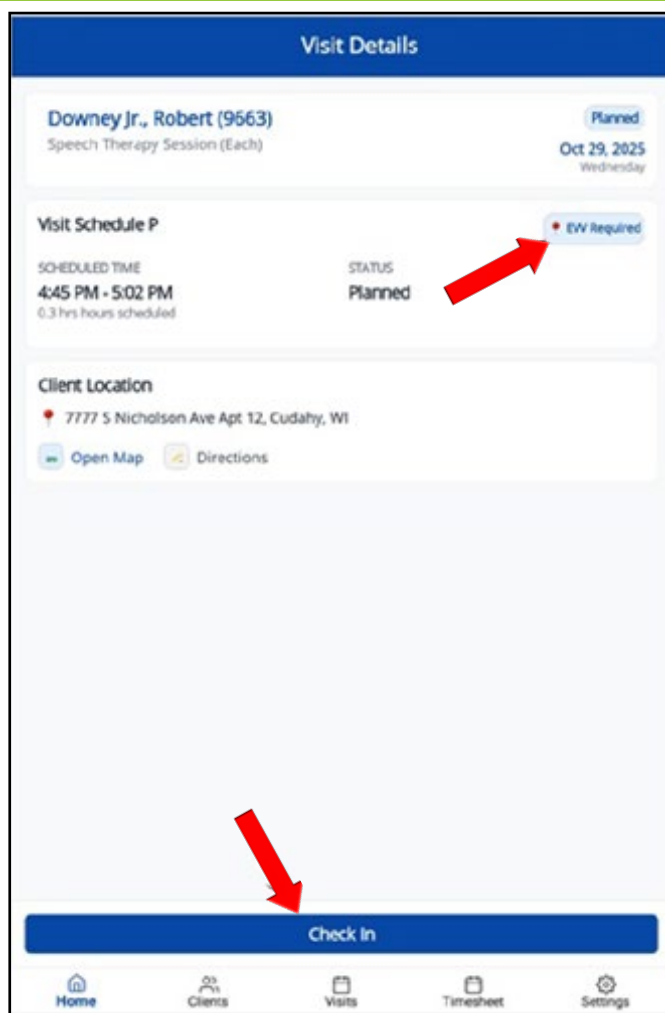 Visit Details
Downey Jr., Robert (9663)
Planned
Speech Therapy Session (Each)
Oct 29, 2025
Wednesday
Visit Schedule P
EVV Required
SCHEDULED TIME
STATUS
4:45 PM - 5:02 PM
Planned
0.3 hrs hours scheduled
Client Location
7777 S Nicholson Ave Apt 12, Cudahy, WI
Open Map
Directions
Check In
Home
Clients
Visits
Timesheet
Settings